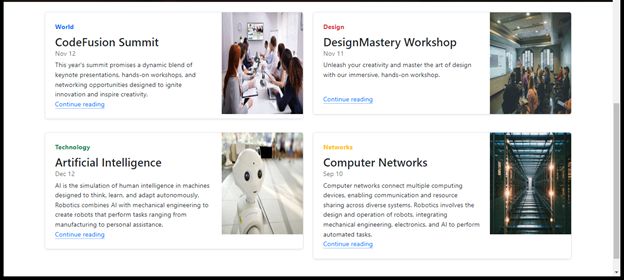 World
CodeFusion Summit
Nov 12
This year's summit promises a dynamic blend of
keynote presentations, hands-on workshops, and
networking opportunities designed to ignite
innovation and inspire creativity.
Continue reading
Design
DesignMastery Workshop
Nov 11
Unleash your creativity and master the art of design
with our immersive, hands-on workshop.
Continue reading
Technology
Artificial Intelligence
Dec 12
AI is the simulation of human intelligence in machines
designed to think, learn, and adapt autonomously.
Robotics combines AI with mechanical engineering to
create robots that perform tasks ranging from
manufacturing to personal assistance.
Continue reading
Networks
Computer Networks
Sep 10
Computer networks connect multiple computing
devices, enabling communication and resource
sharing across diverse systems. Robotics involves the
design and operation of robots, integrating
mechanical engineering, electronics, and AI to perform
automated tasks.
Continue reading